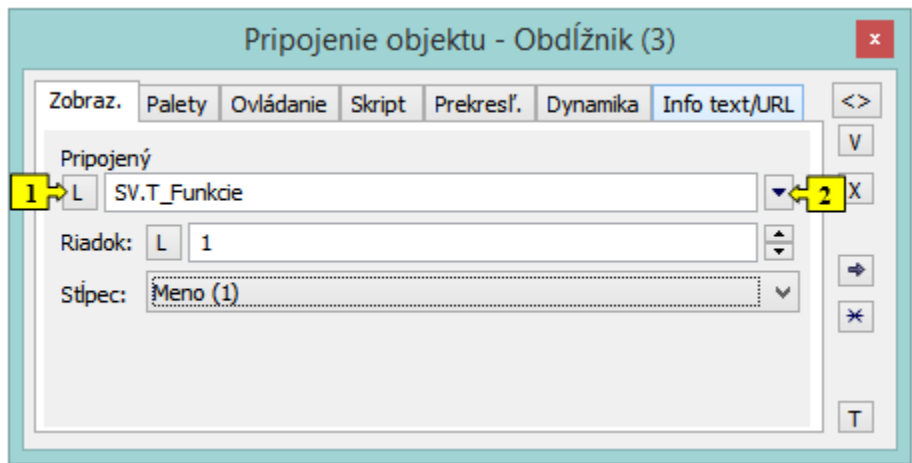 Pripojenie objektu - Obdĺžnik (3)
x
Zobraz. Palety Ovládanie Skript Prekresľ. Dynamika Info text/URL
<>
V
Pripojený
1 L SV.T_Funkcie 2 X
Riadok: L 1
Stĺpec: Meno (1)
T